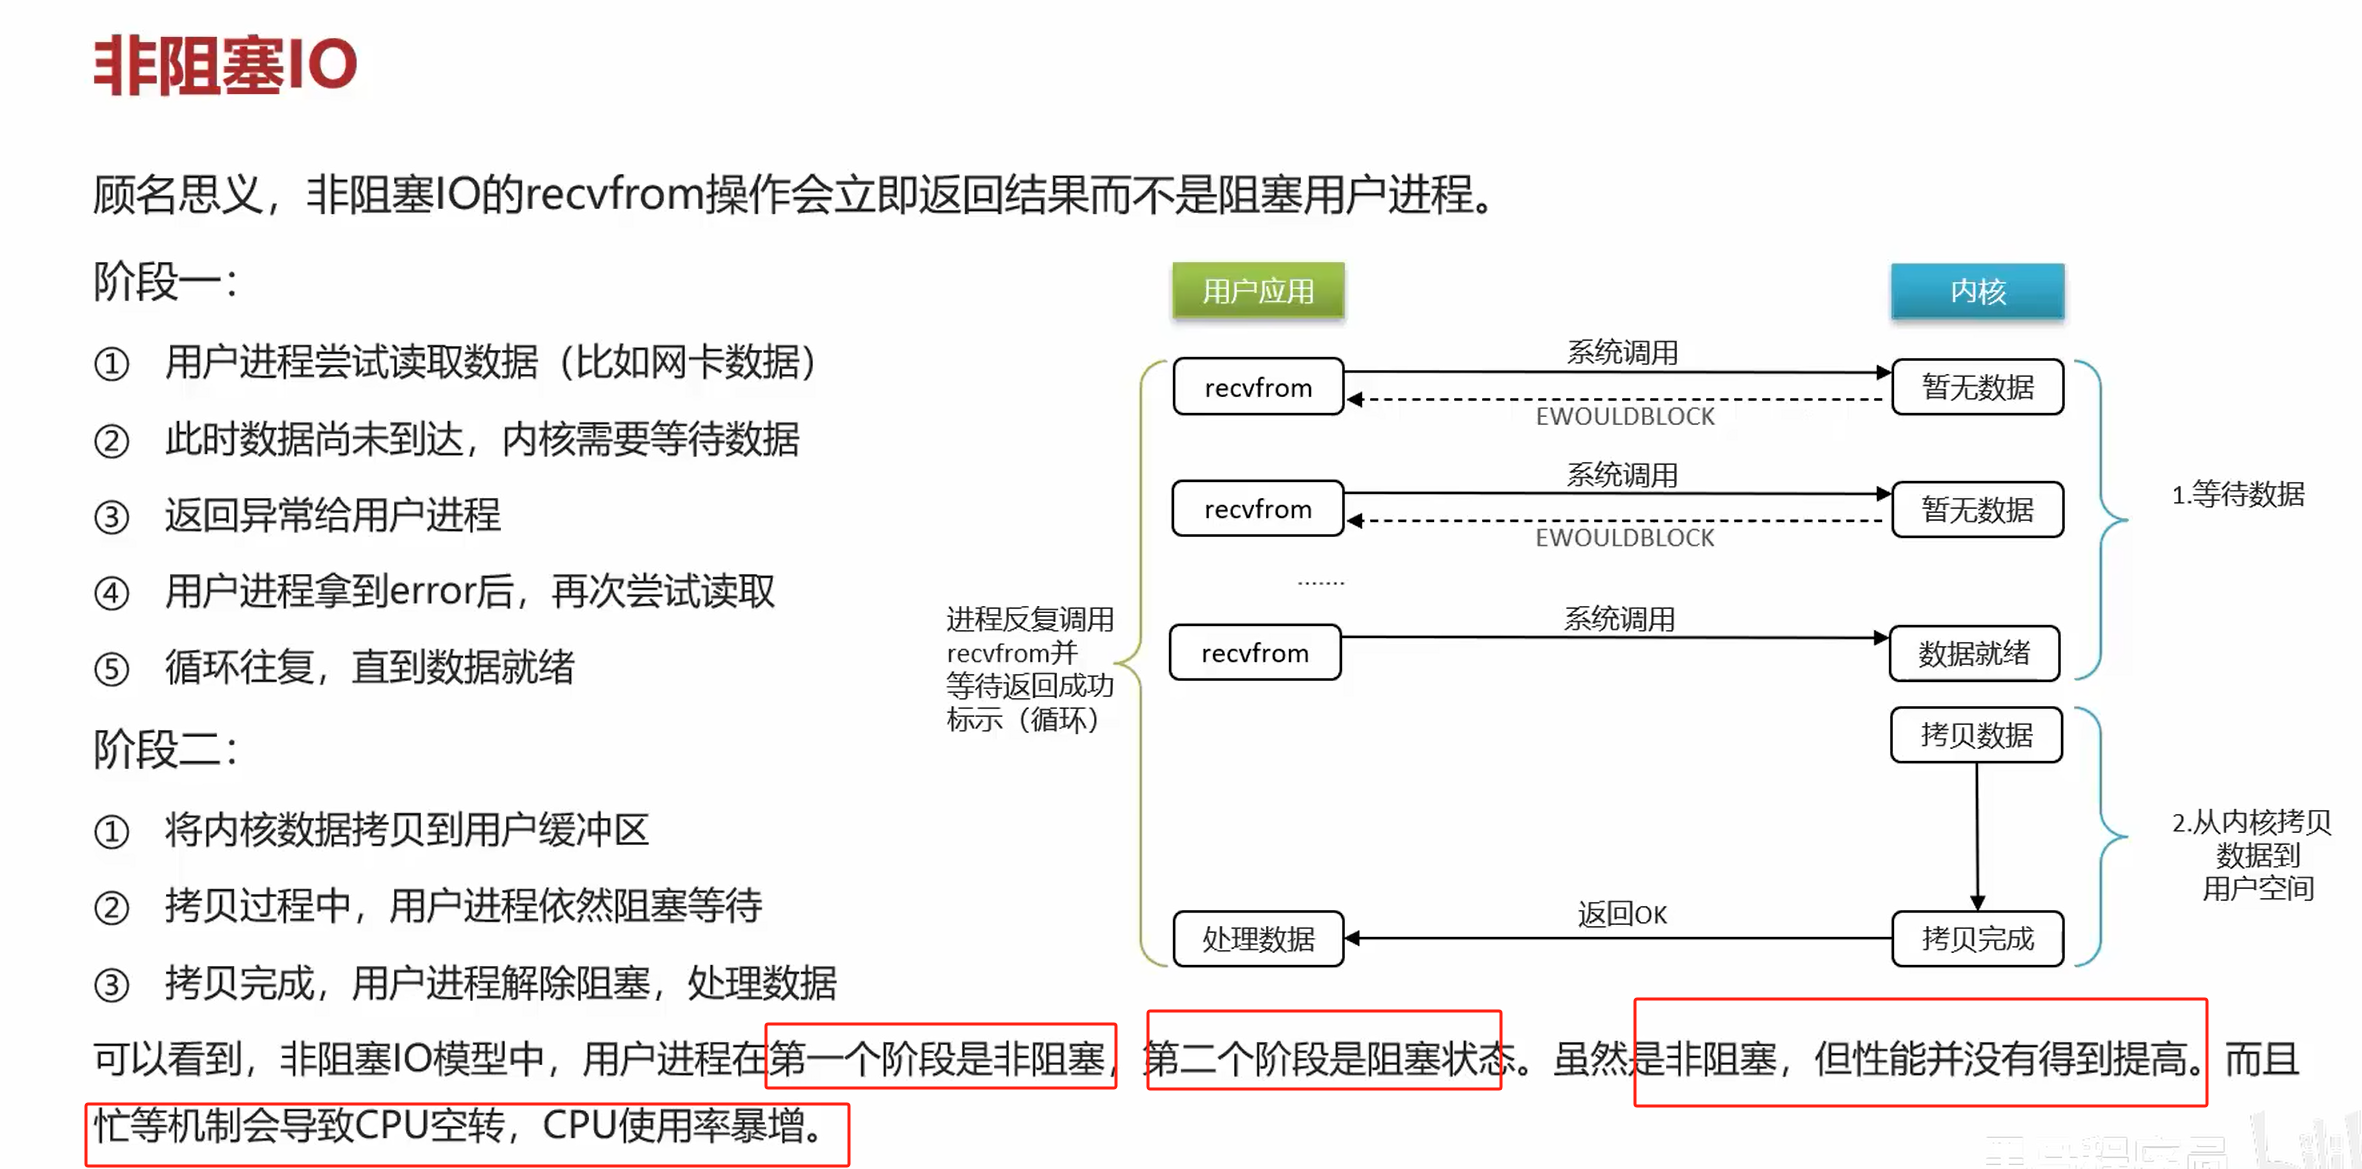 非阻塞IO
顾名思义，非阻塞IO的recvfrom操作会立即返回结果而不是阻塞用户进程。
阶段一：
① 用户进程尝试读取数据（比如网卡数据）
② 此时数据尚未到达，内核需要等待数据
③ 返回异常给用户进程
④ 用户进程拿到error后，再次尝试读取
⑤ 循环往复，直到数据就绪
阶段二：
① 将内核数据拷贝到用户缓冲区
② 拷贝过程中，用户进程依然阻塞等待
③ 拷贝完成，用户进程解除阻塞，处理数据
用户应用
内核
recvfrom
系统调用
暂无数据
EWOULDBLOCK
recvfrom
系统调用
暂无数据
EWOULDBLOCK
.......
1.等待数据
进程反复调用
recvfrom并
等待返回成功
标示（循环）
recvfrom
系统调用
数据就绪
拷贝数据
2.从内核拷贝
数据到
用户空间
处理数据
返回OK
拷贝完成
可以看到，非阻塞IO模型中，用户进程在第一个阶段是非阻塞，第二个阶段是阻塞状态。虽然是非阻塞，但性能并没有得到提高。而且
忙等机制会导致CPU空转，CPU使用率暴增。